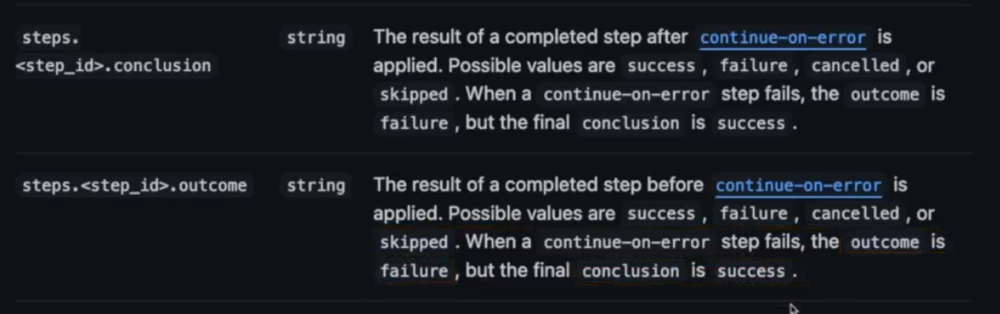 steps. string The result of a completed step after continue-on-error is
<step_id>.conclusion applied. Possible values are success, failure, cancelled, or
skipped. When a continue-on-error step fails, the outcome is
failure, but the final conclusion is success.
steps.<step_id>.outcome string The result of a completed step before continue-on-error is
applied. Possible values are success, failure, cancelled, or
skipped. When a continue-on-error step fails, the outcome is
failure, but the final conclusion is success.